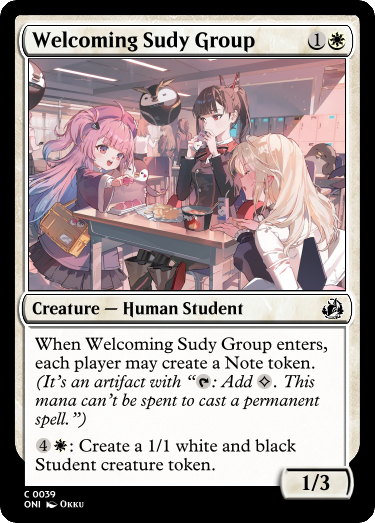 Welcoming Sudy Group 1
Creature — Human Student
When Welcoming Sudy Group enters,
each player may create a Note token.
(It's an artifact with “: Add ◇. This
mana can't be spent to cast a permanent
spell.”)
4: Create a 1/1 white and black
Student creature token.
1/3
C 0039
ONI Okku